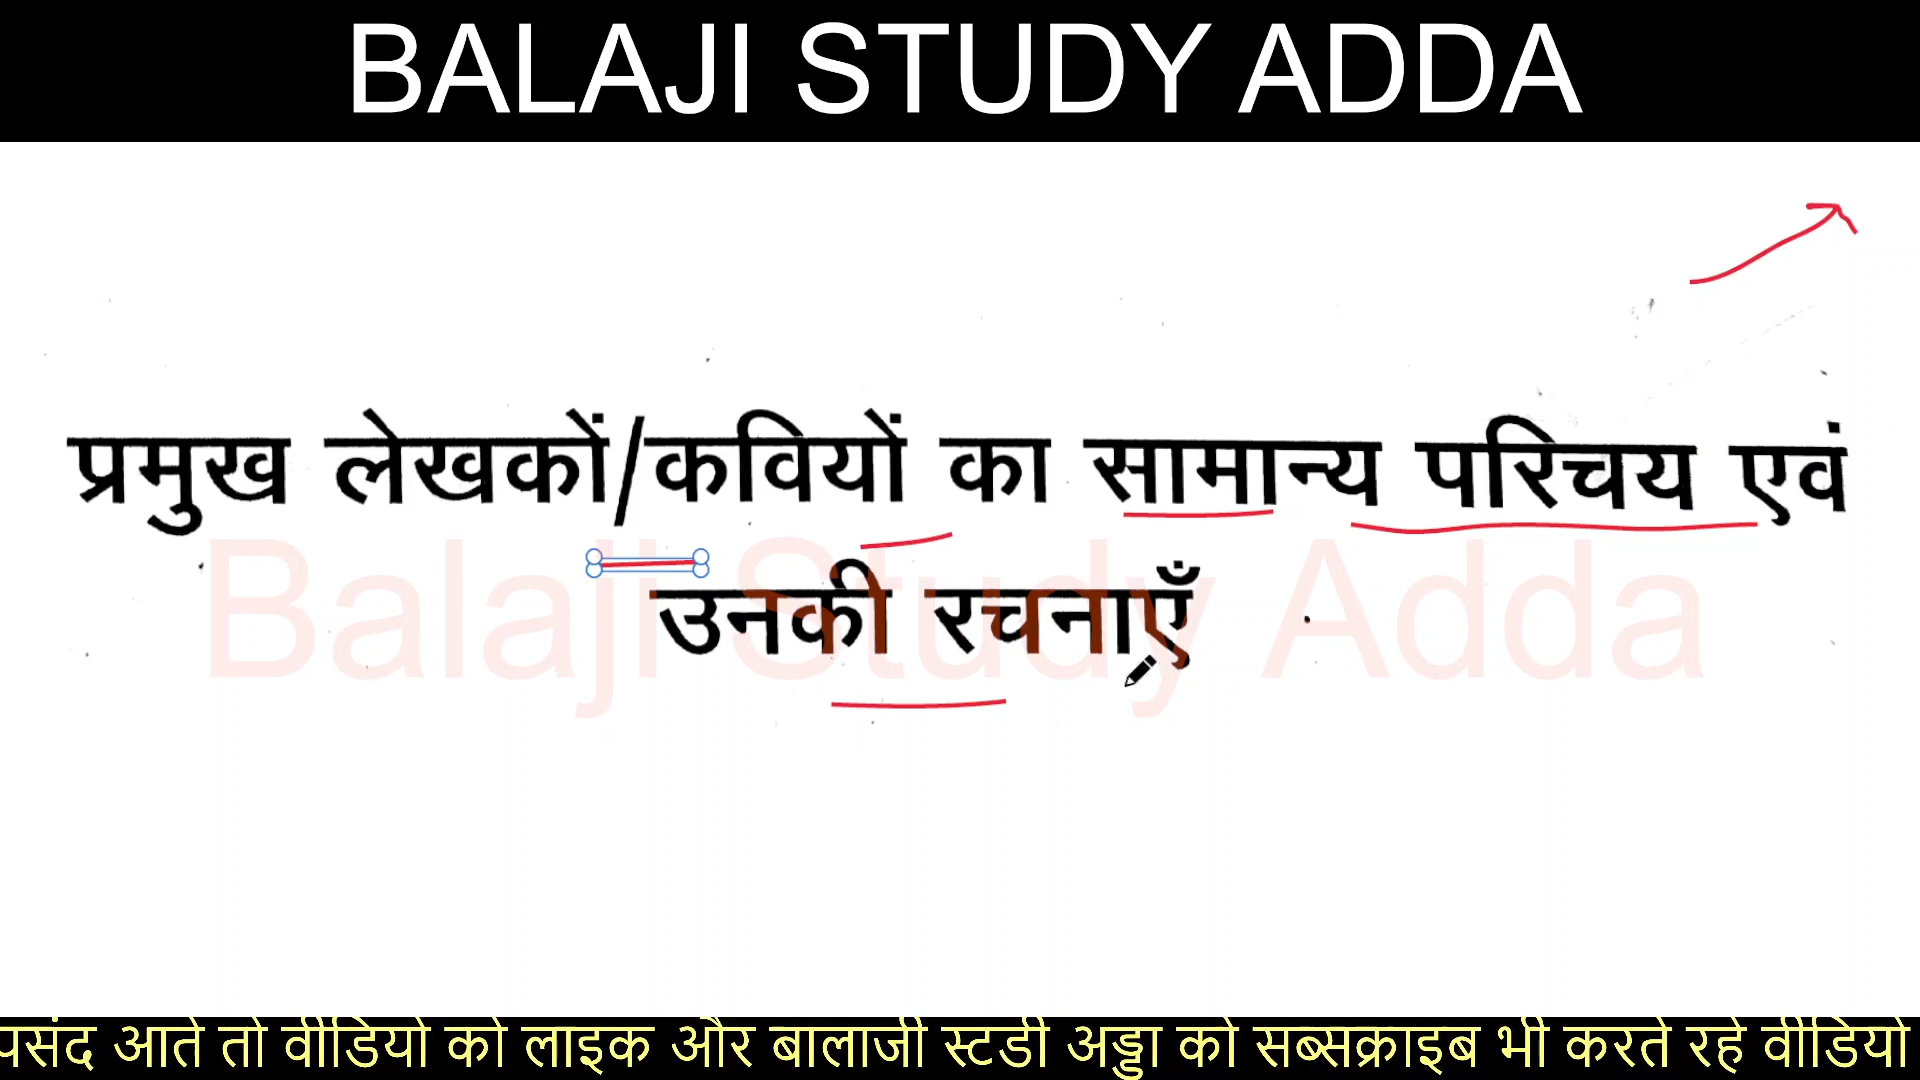 BALAJI STUDY ADDA
प्रमुख लेखकों/कवियों का सामान्य परिचय एवं
Balaji Study Adda
उनकी रचनाएँ
पसंद आते तो वीडियो को लाइक और बालाजी स्टडी अड्डा को सब्सक्राइब भी करते रहे वीडियो